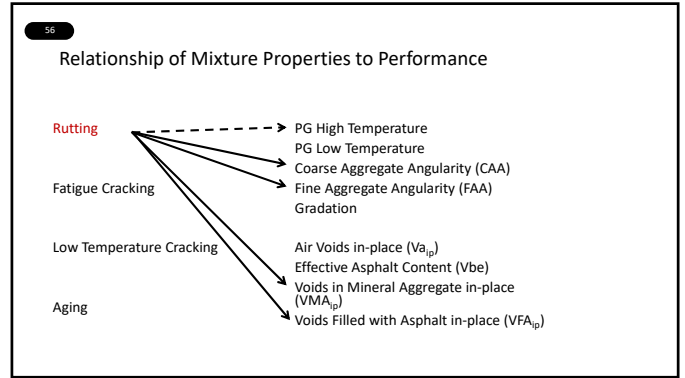 56
Relationship of Mixture Properties to Performance
Rutting
Fatigue Cracking
Low Temperature Cracking
Aging
PG High Temperature
PG Low Temperature
Coarse Aggregate Angularity (CAA)
Fine Aggregate Angularity (FAA)
Gradation
Air Voids in-place (Vaip)
Effective Asphalt Content (Vbe)
Voids in Mineral Aggregate in-place
(VMAip)
Voids Filled with Asphalt in-place (VFAip)